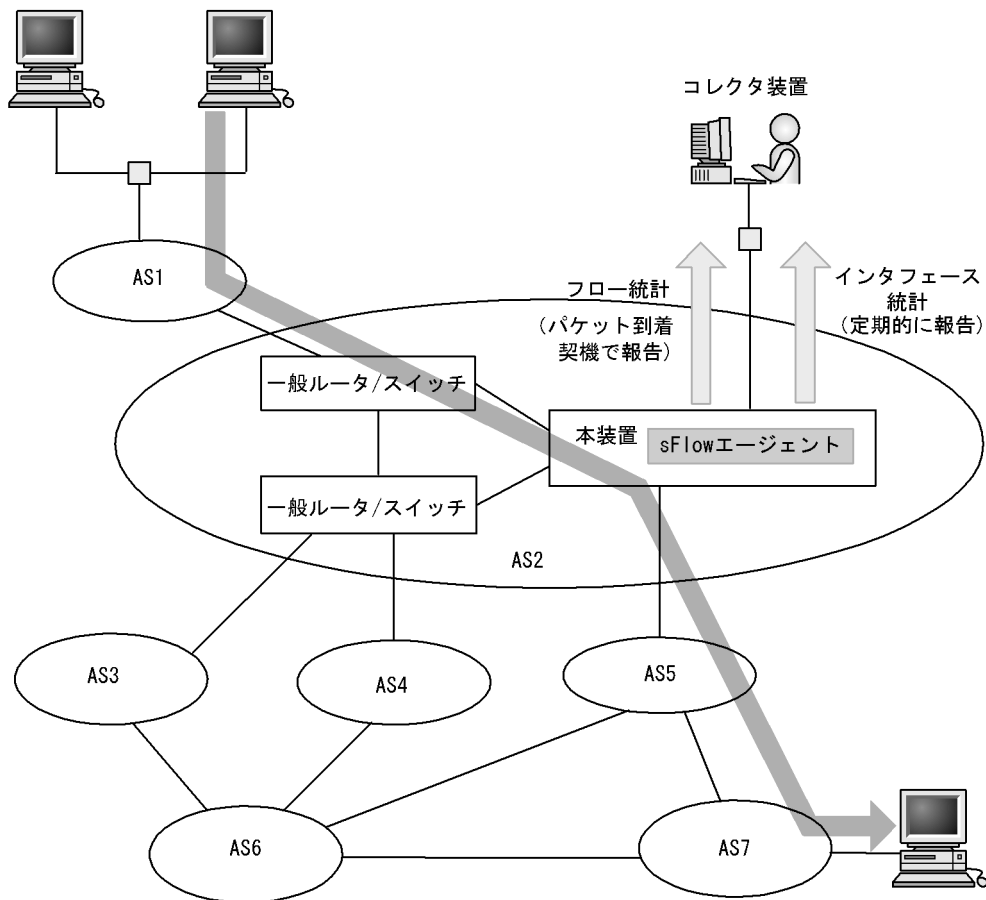 コレクタ装置
AS1
フロー統計
(パケット到着
契機で報告)
インタフェース
統計
(定期的に報告)
一般ルータ/スイッチ
本装置
sFlowエージェント
一般ルータ/スイッチ
AS2
AS3
AS4
AS5
AS6
AS7